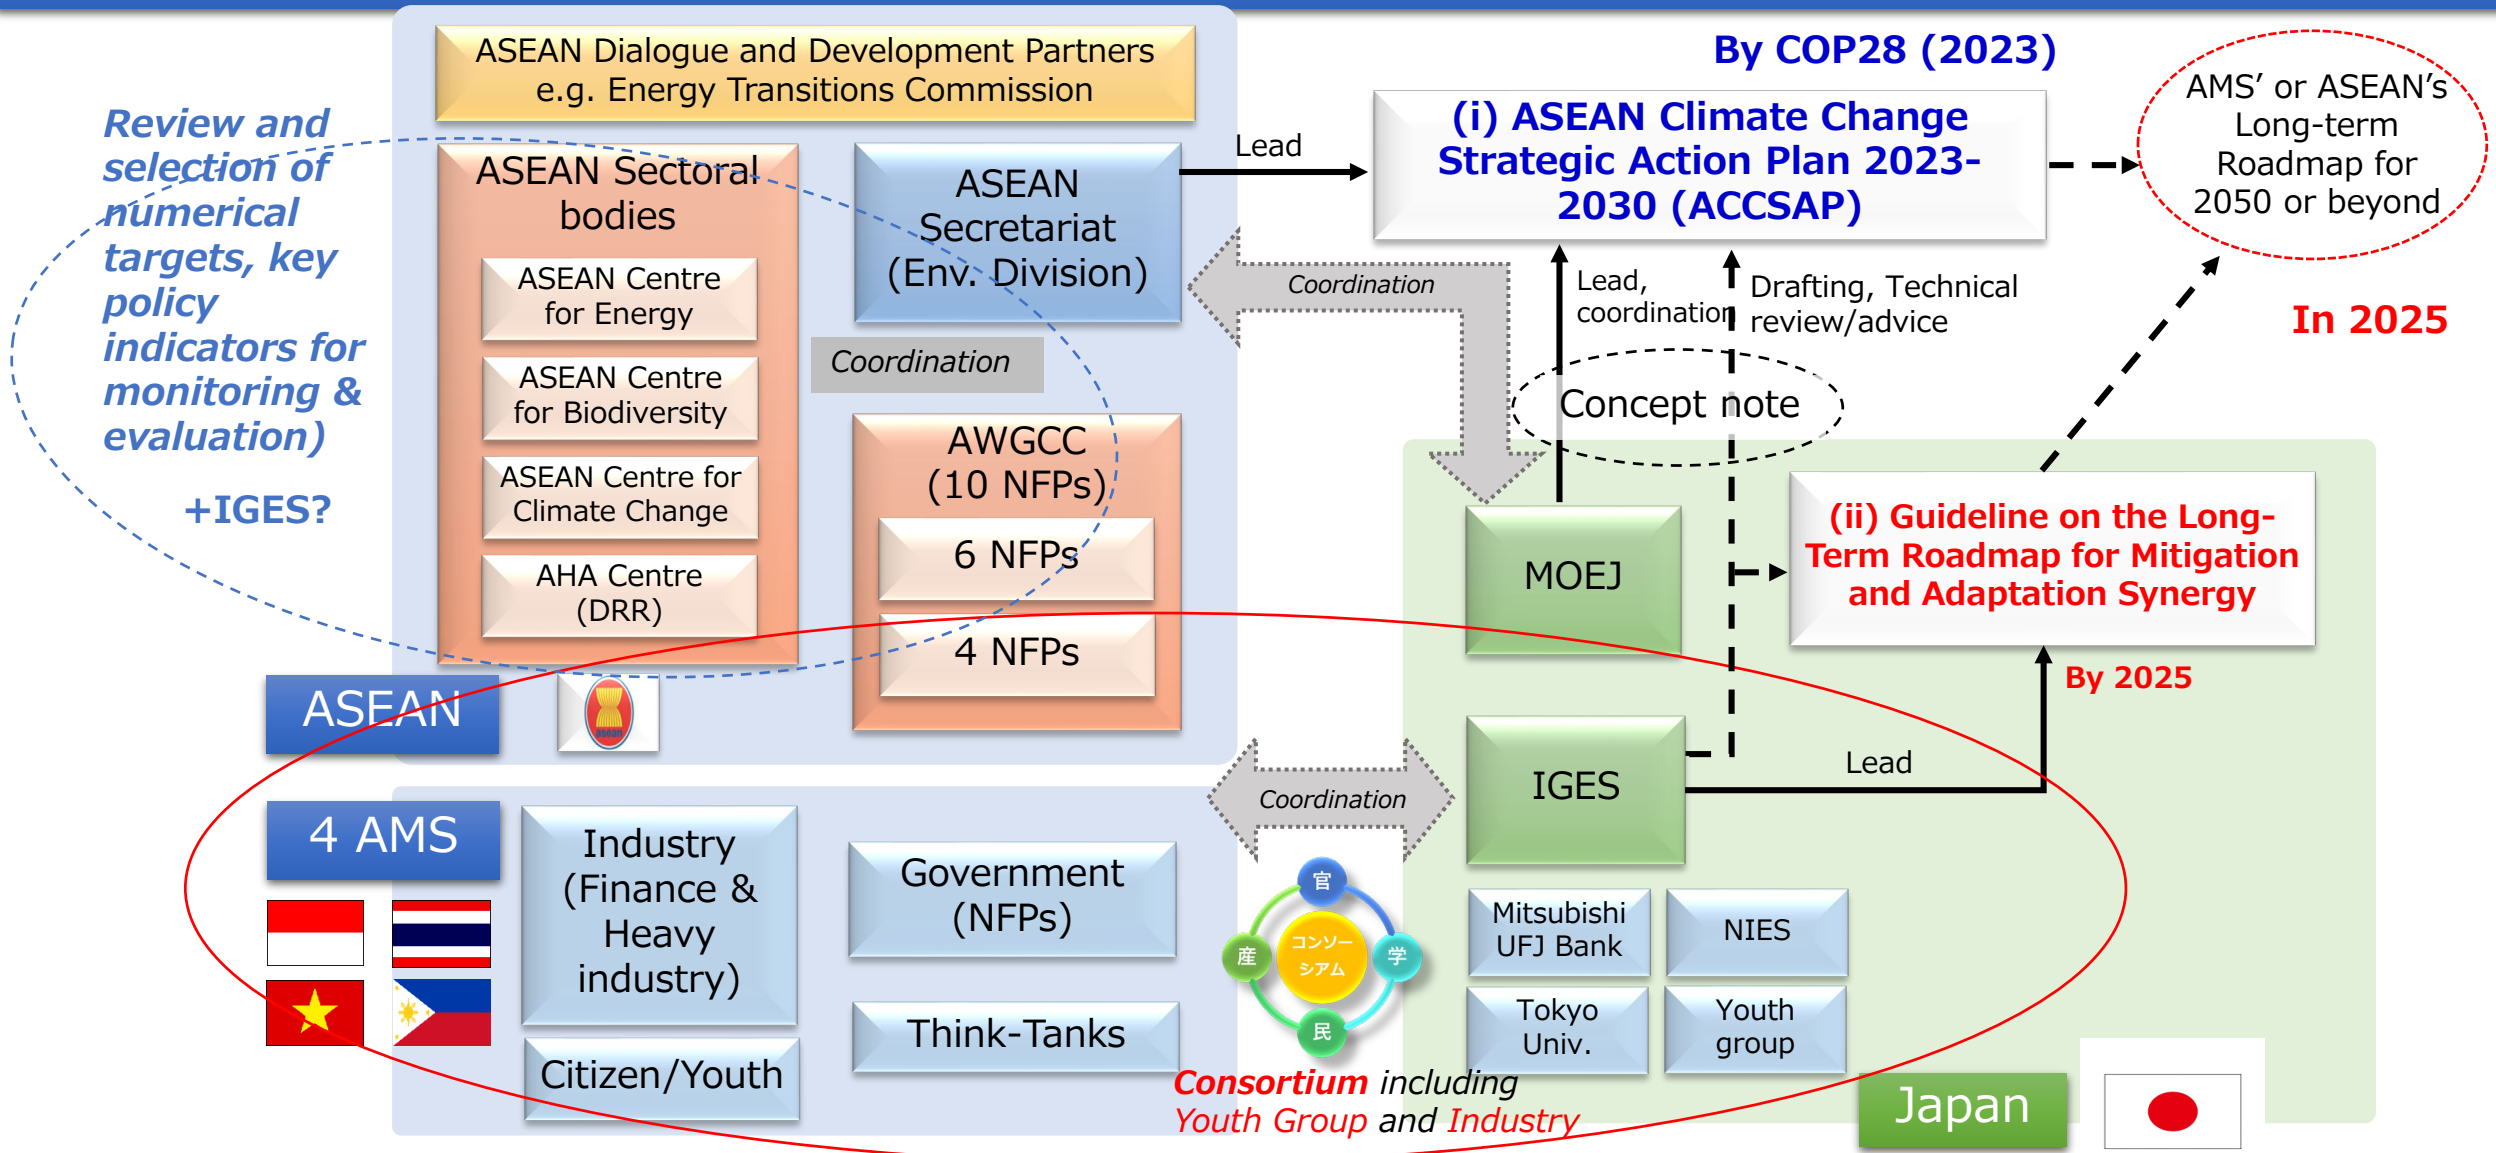 ASEAN Dialogue and Development Partners
e.g. Energy Transitions Commission
Review and
selection of
numerical
targets, key
policy
indicators for
monitoring &
evaluation)
+IGES?
ASEAN Sectoral
bodies
ASEAN Centre
for Energy
ASEAN Centre
for Biodiversity
ASEAN Centre for
Climate Change
AHA Centre
(DRR)
ASEAN
Secretariat
(Env. Division)
Coordination
AWGCC
(10 NFPs)
6 NFPs
4 NFPs
ASEAN
asean
Lead
By COP28 (2023)
(i) ASEAN Climate Change
Strategic Action Plan 2023-
2030 (ACCSAP)
AMS’ or ASEAN’s
Long-term
Roadmap for
2050 or beyond
In 2025
Coordination
Lead,
coordination
Drafting, Technical
review/advice
Concept note
MOEJ
(ii) Guideline on the Long-
Term Roadmap for Mitigation
and Adaptation Synergy
By 2025
IGES
Lead
Coordination
4 AMS
Industry
(Finance &
Heavy
industry)
Citizen/Youth
Government
(NFPs)
Think-Tanks
官
産
コンソー
シアム
学
民
Consortium including
Youth Group and Industry
Mitsubishi
UFJ Bank
NIES
Tokyo
Univ.
Youth
group
Japan